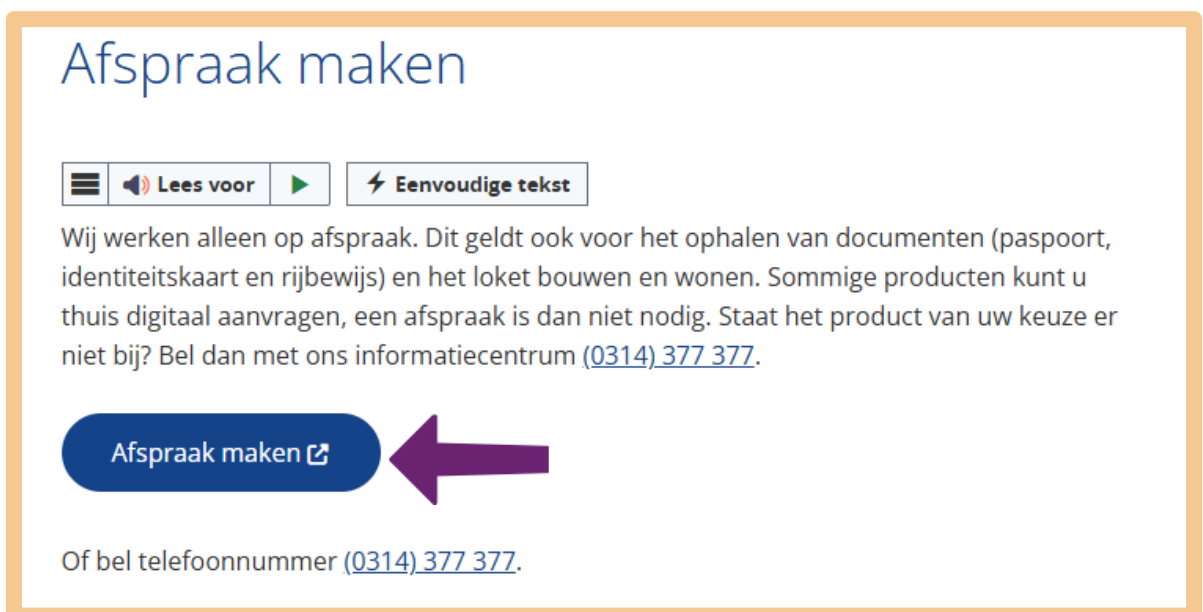 Afspraak maken
Lees voor
Eenvoudige tekst
Wij werken alleen op afspraak. Dit geldt ook voor het ophalen van documenten (paspoort,
identiteitskaart en rijbewijs) en het loket bouwen en wonen. Sommige producten kunt u
thuis digitaal aanvragen, een afspraak is dan niet nodig. Staat het product van uw keuze er
niet bij? Bel dan met ons informatiecentrum (0314) 377 377.
Afspraak maken
Of bel telefoonnummer (0314) 377 377.